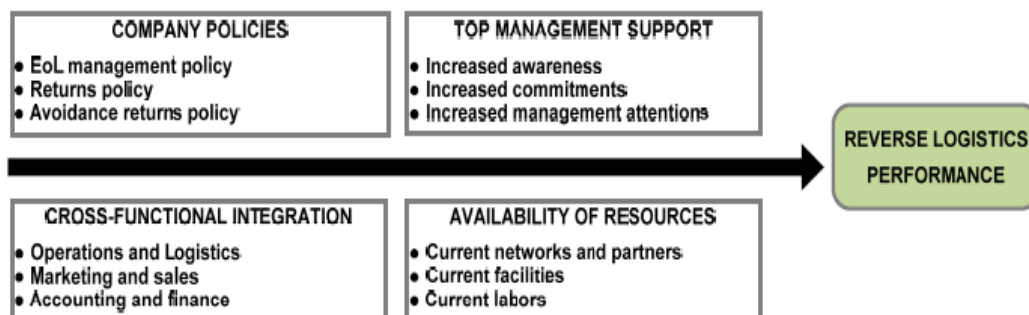 COMPANY POLICIES
● EoL management policy
● Returns policy
● Avoidance returns policy
TOP MANAGEMENT SUPPORT
● Increased awareness
● Increased commitments
● Increased management attentions
REVERSE LOGISTICS
PERFORMANCE
CROSS-FUNCTIONAL INTEGRATION
● Operations and Logistics
● Marketing and sales
● Accounting and finance
AVAILABILITY OF RESOURCES
● Current networks and partners
● Current facilities
● Current labors